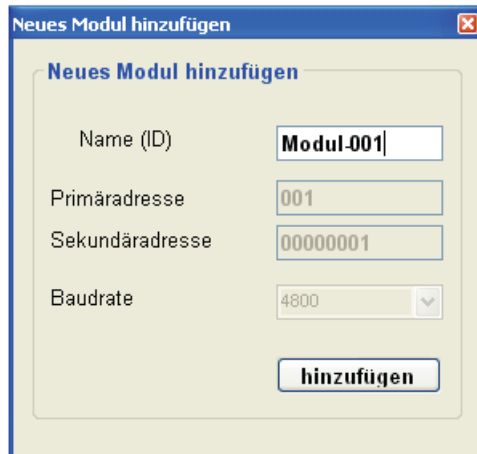 Neues Modul hinzufügen
Neues Modul hinzufügen
Name (ID) Modul-001
Primäradresse 001
Sekundäradresse 00000001
Baudrate 4800
hinzufügen